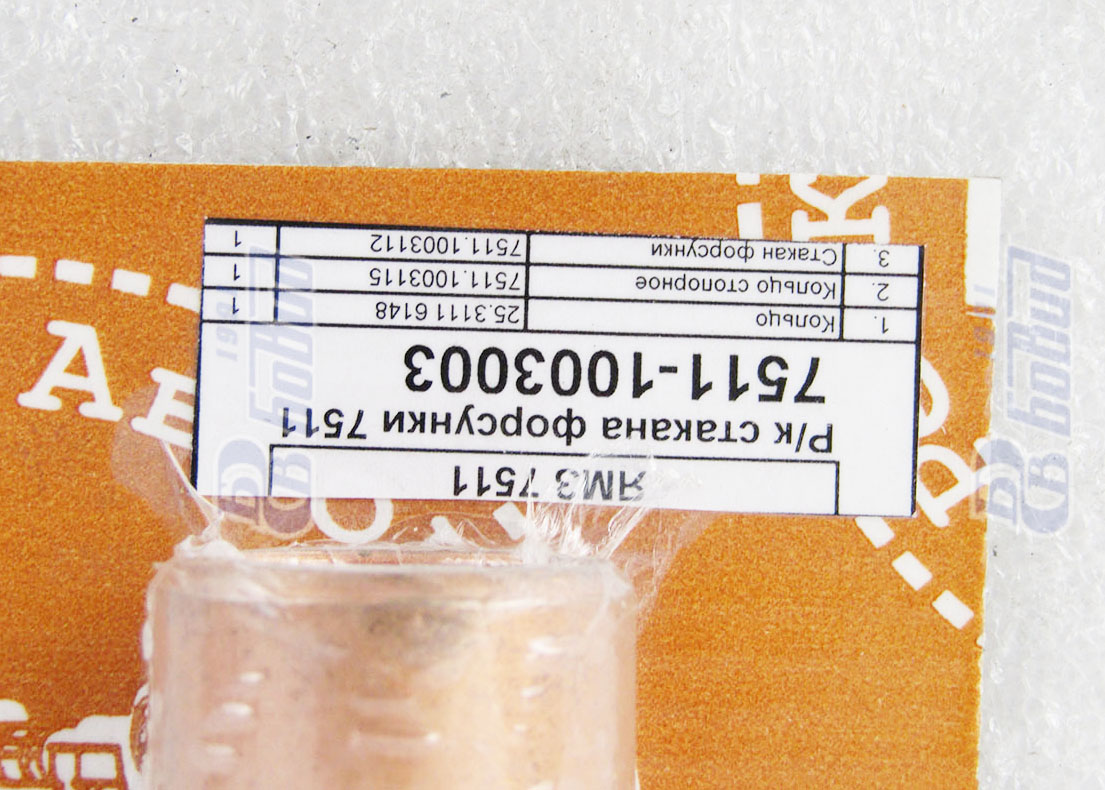 ЯМЗ 7511
Р/к стакана форсунки 7511
7511-1003003
1. Кольцо 25.3111 6148 1
2. Кольцо стопорное 7511.1003115 1
3. Стакан форсунки 7511.1003112 1